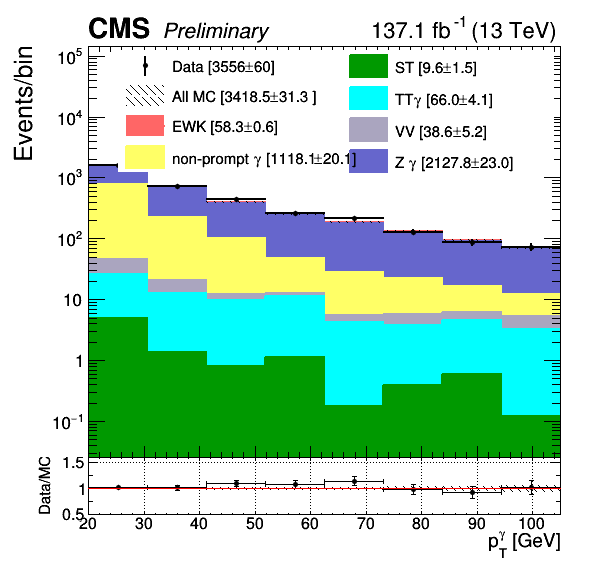 CMS Preliminary 137.1 fb⁻¹ (13 TeV)
Events/bin
10⁵
10⁴
10³
10²
10
1
10⁻¹
Data [3556±60]
All MC [3418.5±31.3 ]
EWK [58.3±0.6]
non-prompt γ [1118.1±20.1]
ST [9.6±1.5]
TTγ [66.0±4.1]
VV [38.6±5.2]
Z γ [2127.8±23.0]
Data/MC
1.5
1
0.5
20 30 40 50 60 70 80 90 100
p_T^γ [GeV]